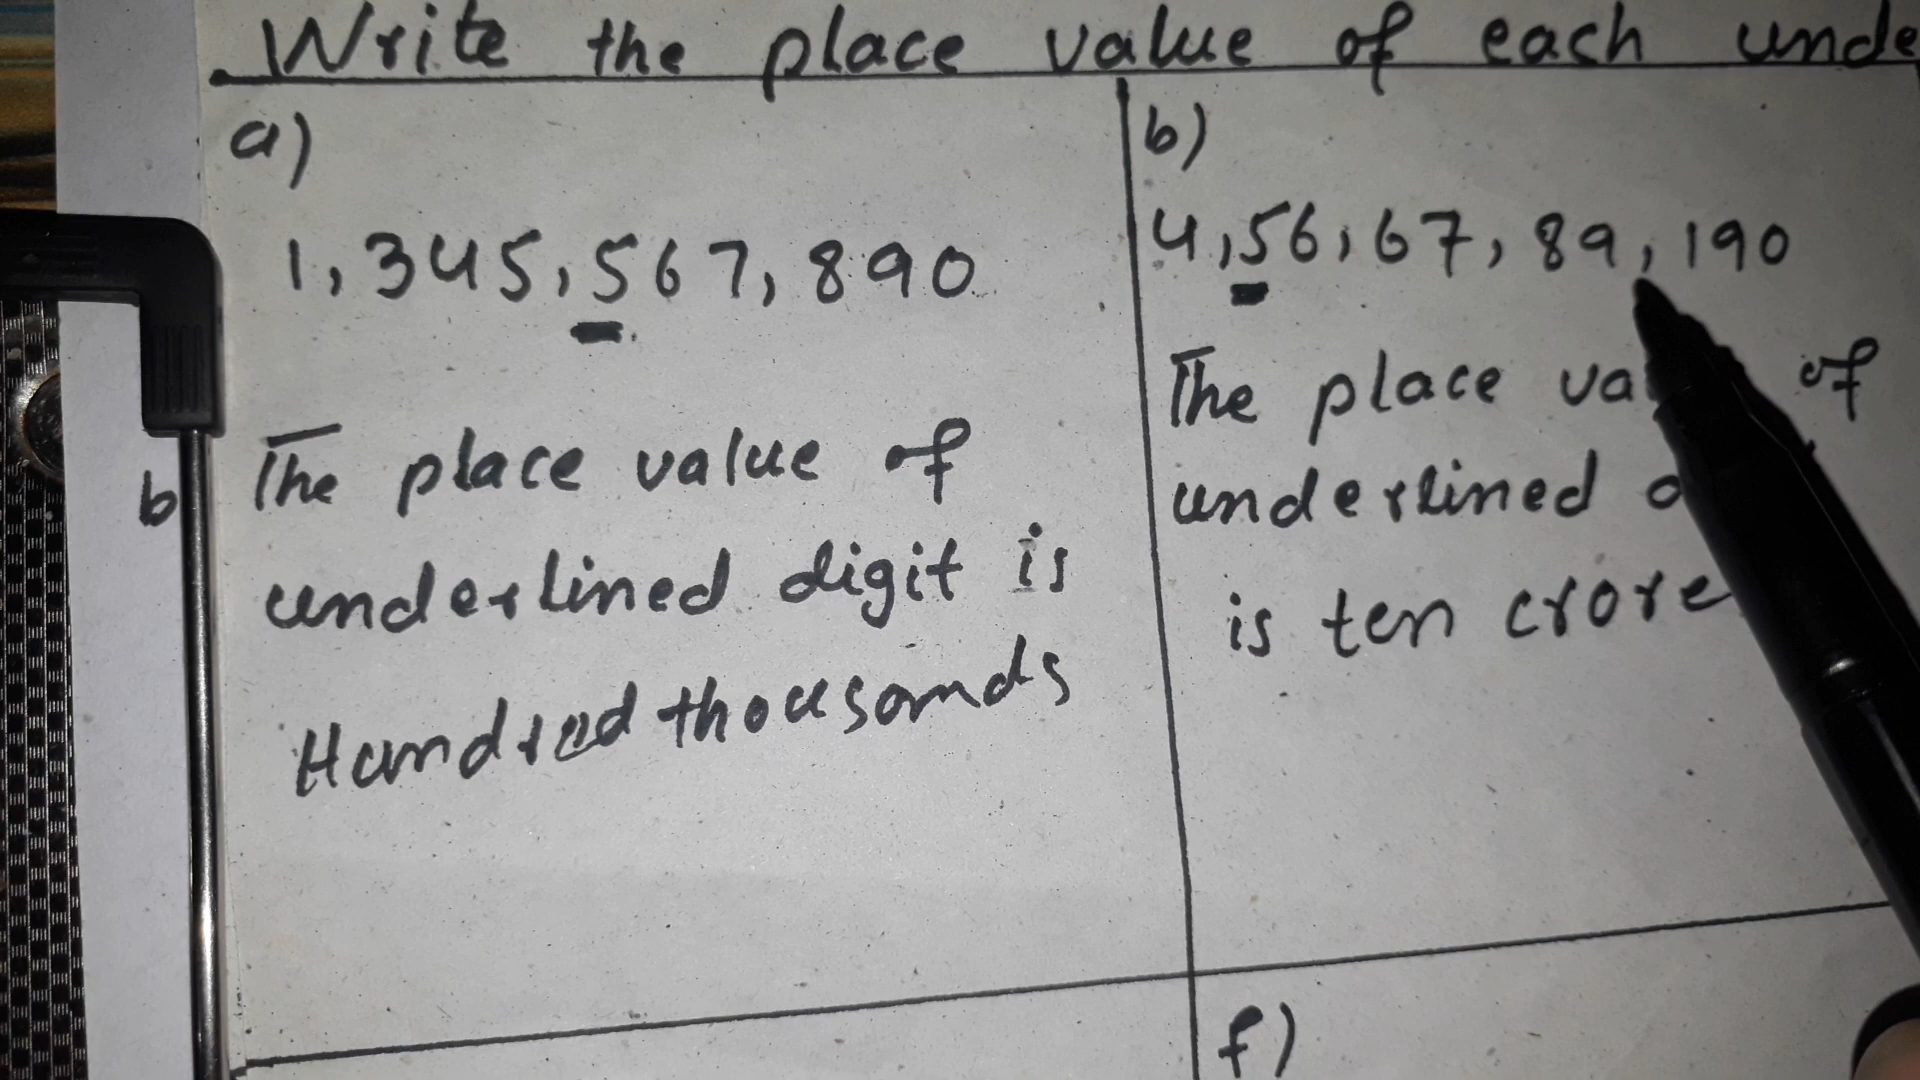 Write the place value of each unde
a)
1,345,567,890
The place value of
underlined digit is
Hundred thousands
b)
4,56,67,89,190
The place va of
underlined d
is ten crore
b
f)